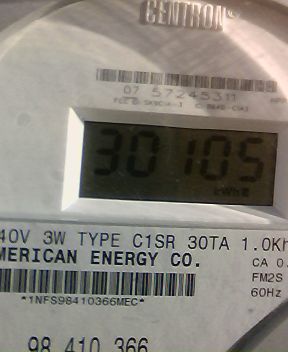 CENTRON®
07 57245311
30105
kWh
40V 3W TYPE C1SR 30TA 1.0Kh
MERICAN ENERGY CO.
CA 0.
FM2S
60Hz
*1NFS98410366MEC*
98 410 366